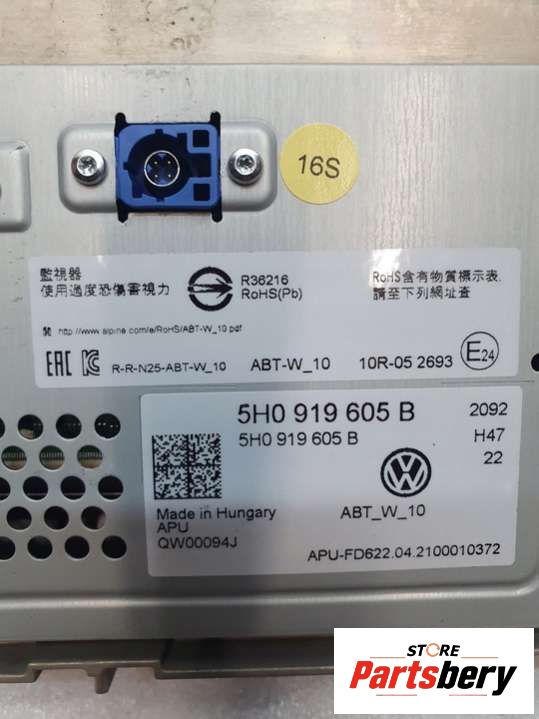 16S
監視器
使用過度恐傷害視力
R36216
RoHS(Pb)
RoHS含有物質標示表,
請至下列網址查
http://www.alpine.com/e/RoHS/ABT-W_10.pdf
EAC R-R-N25-ABT-W_10 ABT-W_10 10R-05 2693 E24
5H0 919 605 B 2092
5H0 919 605 B H47
22
Made in Hungary
APU
QW00094J
ABT_W_10
APU-FD622.04.2100010372
STORE
Partsbery